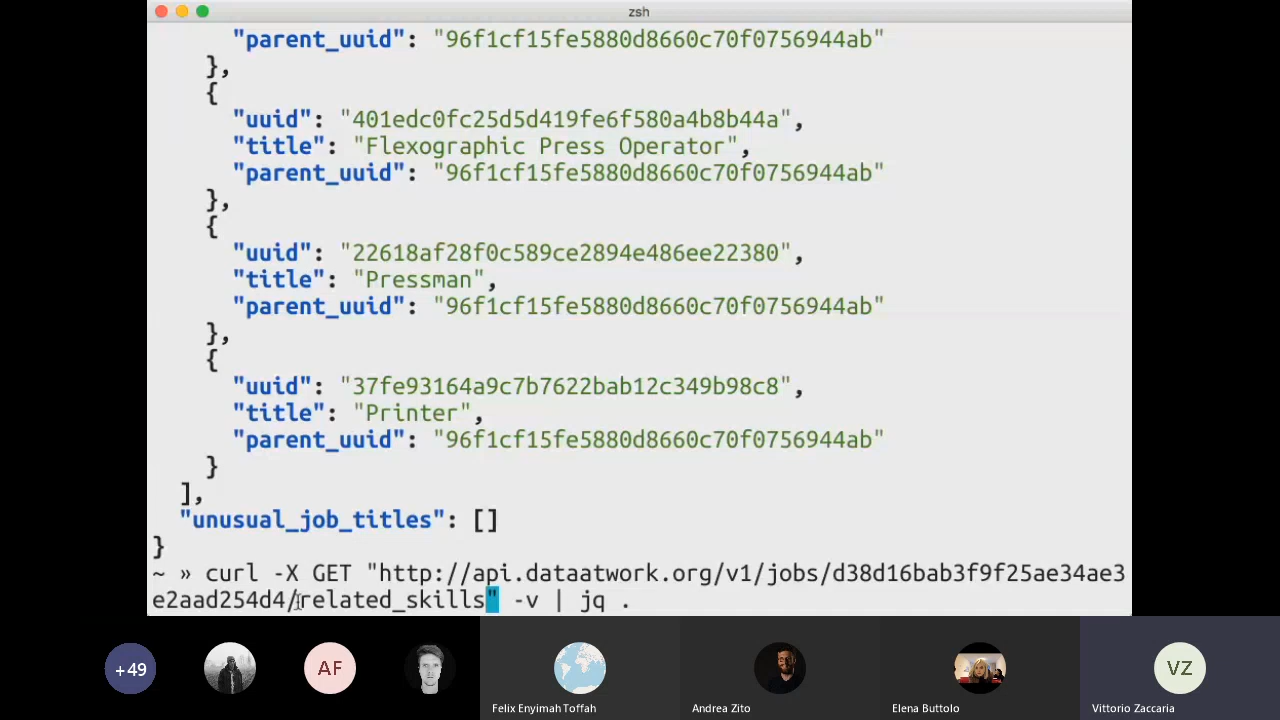 zsh
"parent_uuid": "96f1cf15fe5880d8660c70f0756944ab"
},
{
"uuid": "401edc0fc25d5d419fe6f580a4b8b44a",
"title": "Flexographic Press Operator",
"parent_uuid": "96f1cf15fe5880d8660c70f0756944ab"
},
{
"uuid": "22618af28f0c589ce2894e486ee22380",
"title": "Pressman",
"parent_uuid": "96f1cf15fe5880d8660c70f0756944ab"
},
{
"uuid": "37fe93164a9c7b7622bab12c349b98c8",
"title": "Printer",
"parent_uuid": "96f1cf15fe5880d8660c70f0756944ab"
}
],
"unusual_job_titles": []
}
~ » curl -X GET "http://api.dataatwork.org/v1/jobs/d38d16bab3f9f25ae34ae3
e2aad254d4/related_skills" -v | jq .
+49
AF
VZ
Felix Enyimah Toffah
Andrea Zito
Elena Buttolo
Vittorio Zaccaria